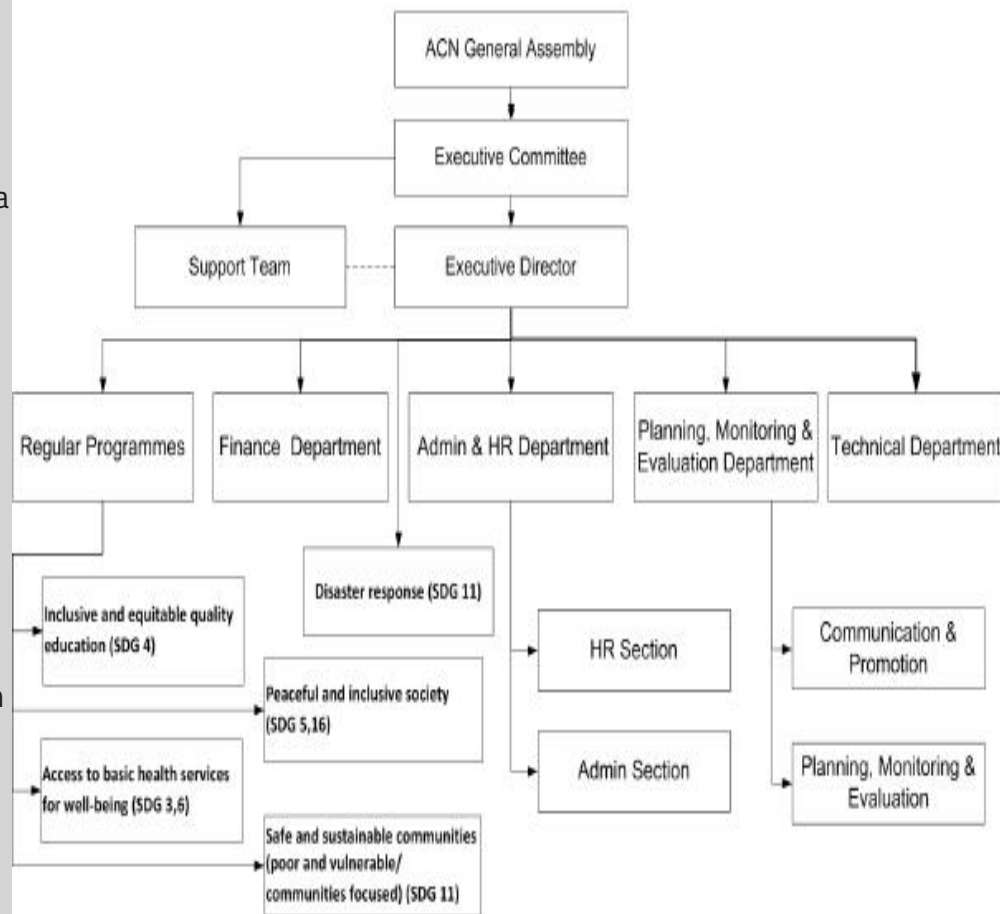 ACN General Assembly
Executive Committee
a
Support Team
Executive Director
Regular Programmes
Finance Department
Admin & HR Department
Planning, Monitoring &
Evaluation Department
Technical Department
Disaster response (SDG 11)
Inclusive and equitable quality
education (SDG 4)
HR Section
Communication &
Promotion
Peaceful and inclusive society
(SDG 5,16)
n
Access to basic health services
for well-being (SDG 3,6)
Admin Section
Planning, Monitoring &
Evaluation
Safe and sustainable communities
(poor and vulnerable/
communities focused) (SDG 11)